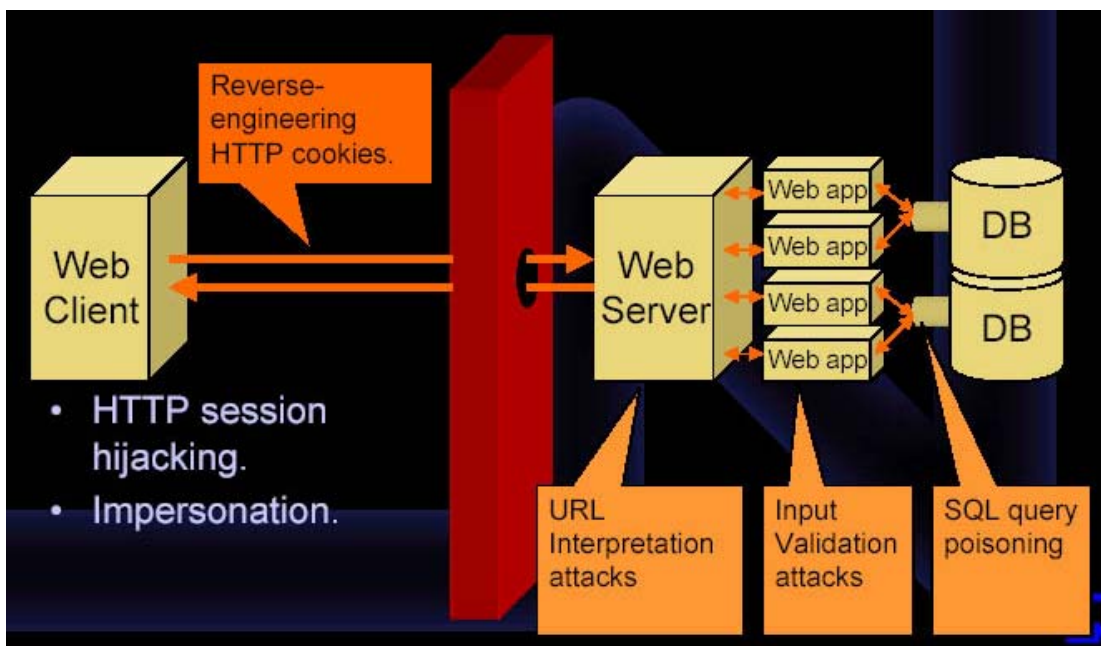 Reverse-
engineering
HTTP cookies.
Web
Client
Web
Server
Web app
Web app
Web app
Web app
DB
DB
• HTTP session
hijacking.
• Impersonation.
URL
Interpretation
attacks
Input
Validation
attacks
SQL query
poisoning